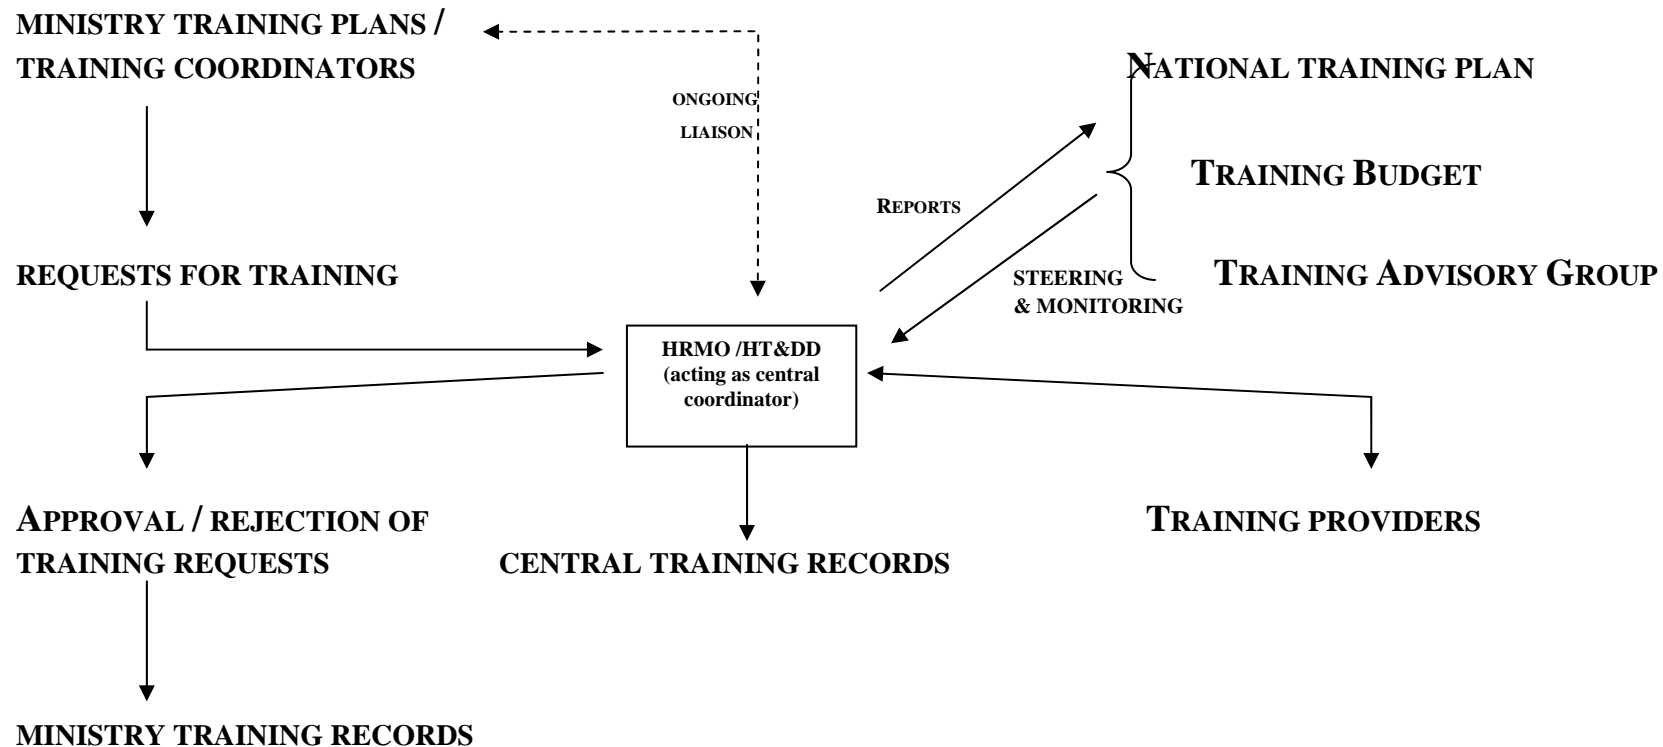 MINISTRY TRAINING PLANS /
TRAINING COORDINATORS
ONGOING
LIAISON
NATIONAL TRAINING PLAN
TRAINING BUDGET
REPORTS
REQUESTS FOR TRAINING
STEERING
& MONITORING
TRAINING ADVISORY GROUP
HRMO /HT&DD
(acting as central
coordinator)
APPROVAL / REJECTION OF
TRAINING REQUESTS
CENTRAL TRAINING RECORDS
TRAINING PROVIDERS
MINISTRY TRAINING RECORDS